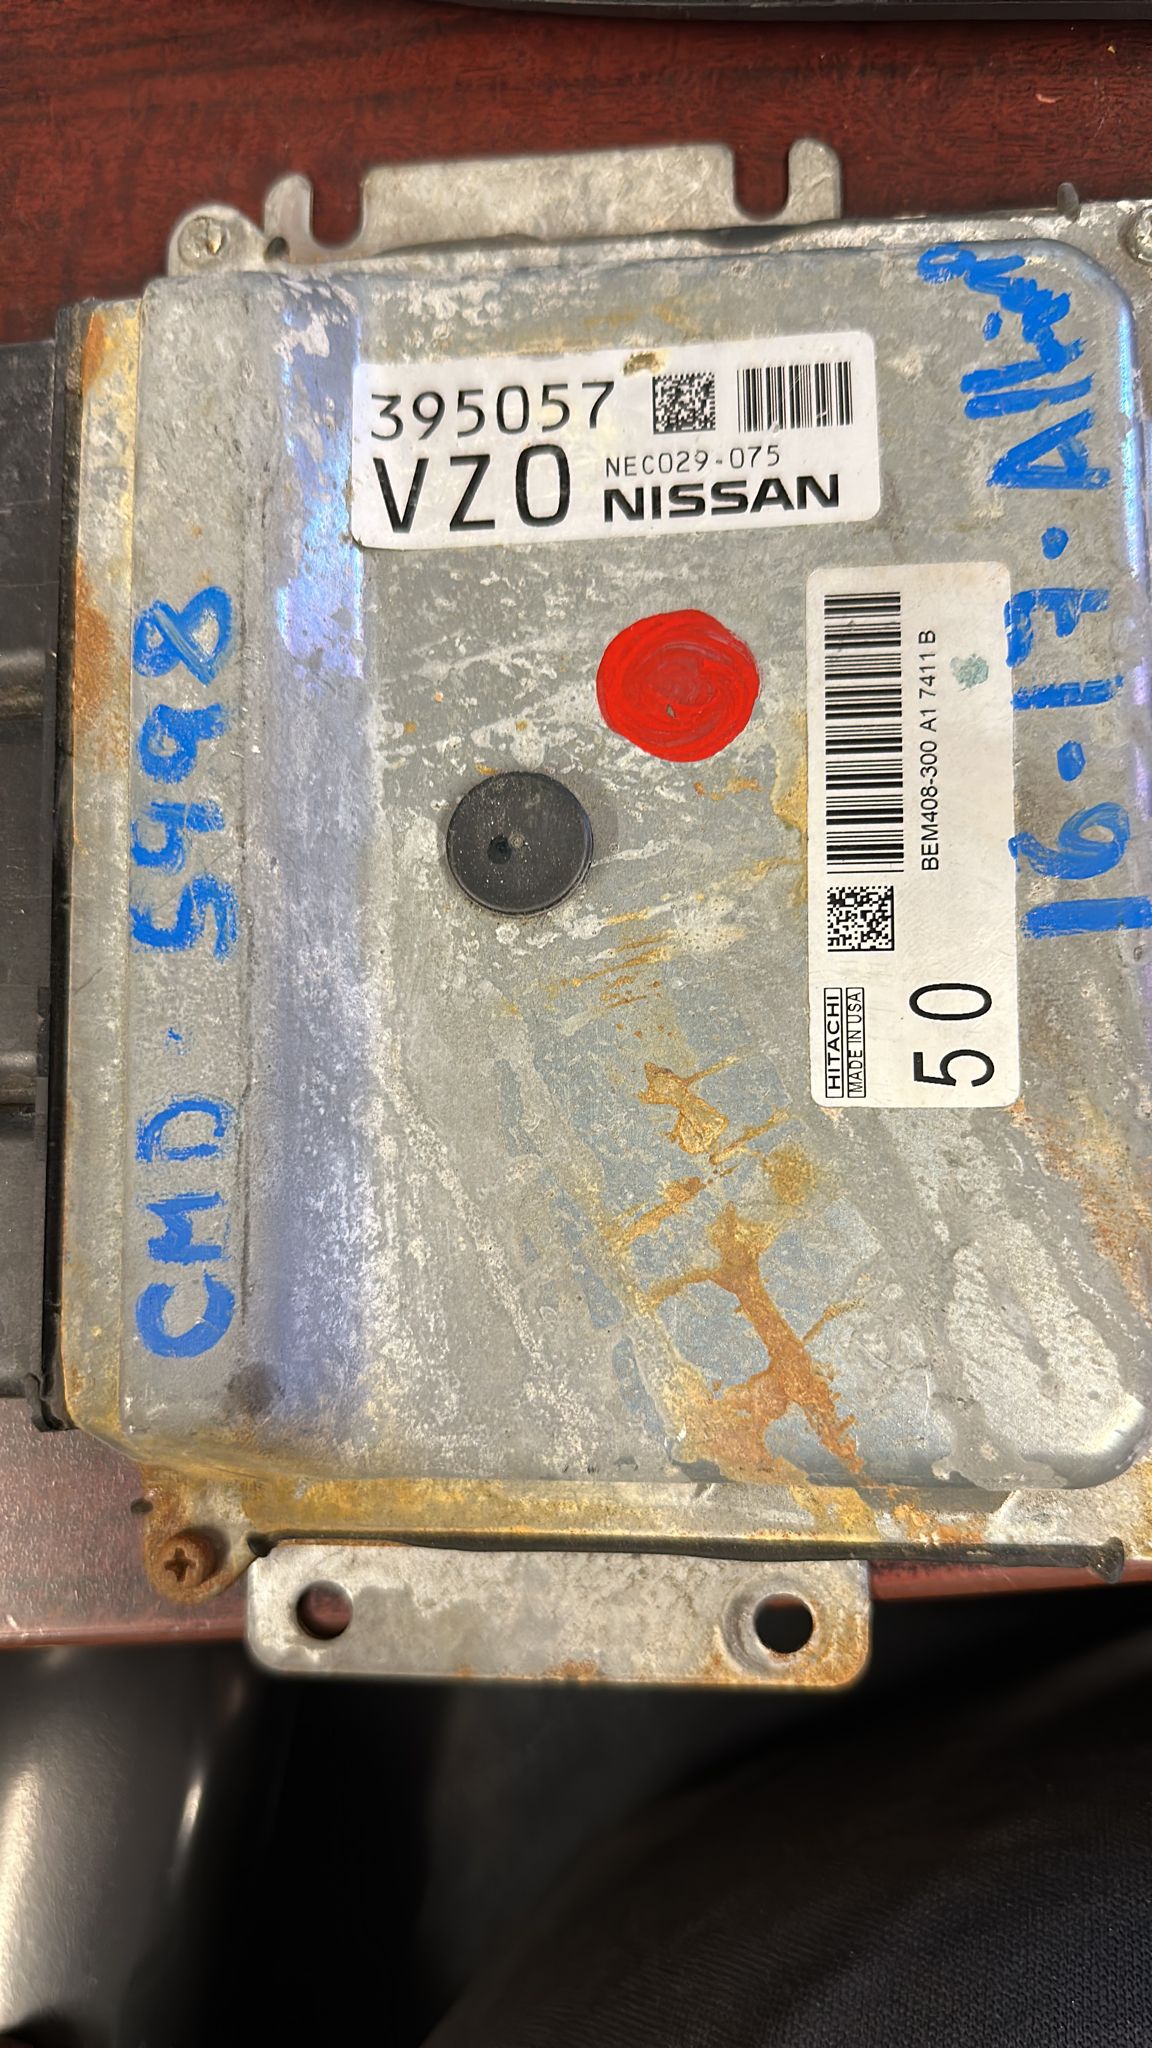 395057
VZ0
NEC029-075
NISSAN
BEM408-300 A1 7411 B
HITACHI
MADE IN USA
50
CMD. 5998
16-17. Altima